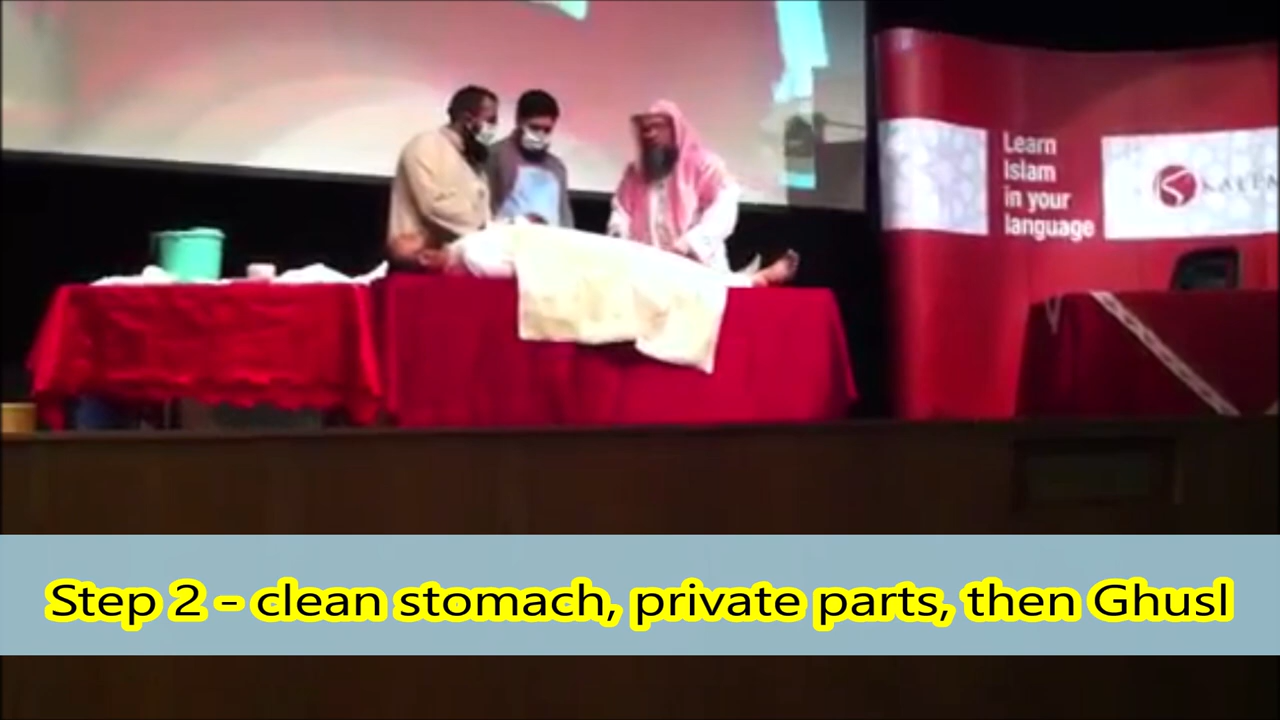 Learn
Islam
in your
language
Step 2 – clean stomach, private parts, then Ghusl